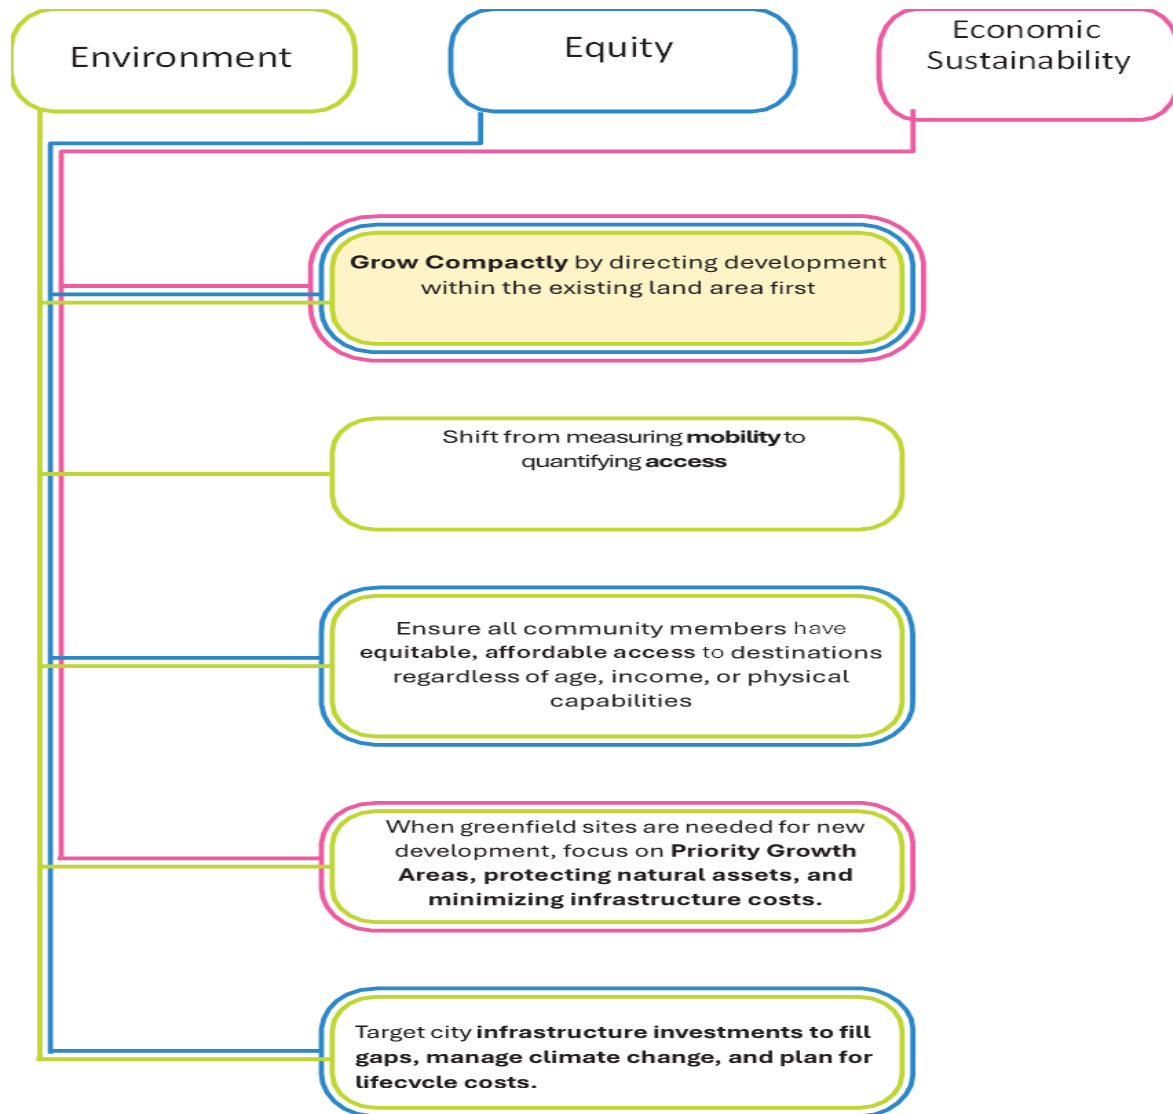 Environment
Equity
Economic
Sustainability
Grow Compactly by directing development
within the existing land area first
Shift from measuring mobility to
quantifying access
Ensure all community members have
equitable, affordable access to destinations
regardless of age, income, or physical
capabilities
When greenfield sites are needed for new
development, focus on Priority Growth
Areas, protecting natural assets, and
minimizing infrastructure costs.
Target city infrastructure investments to fill
gaps, manage climate change, and plan for
lifecycle costs.